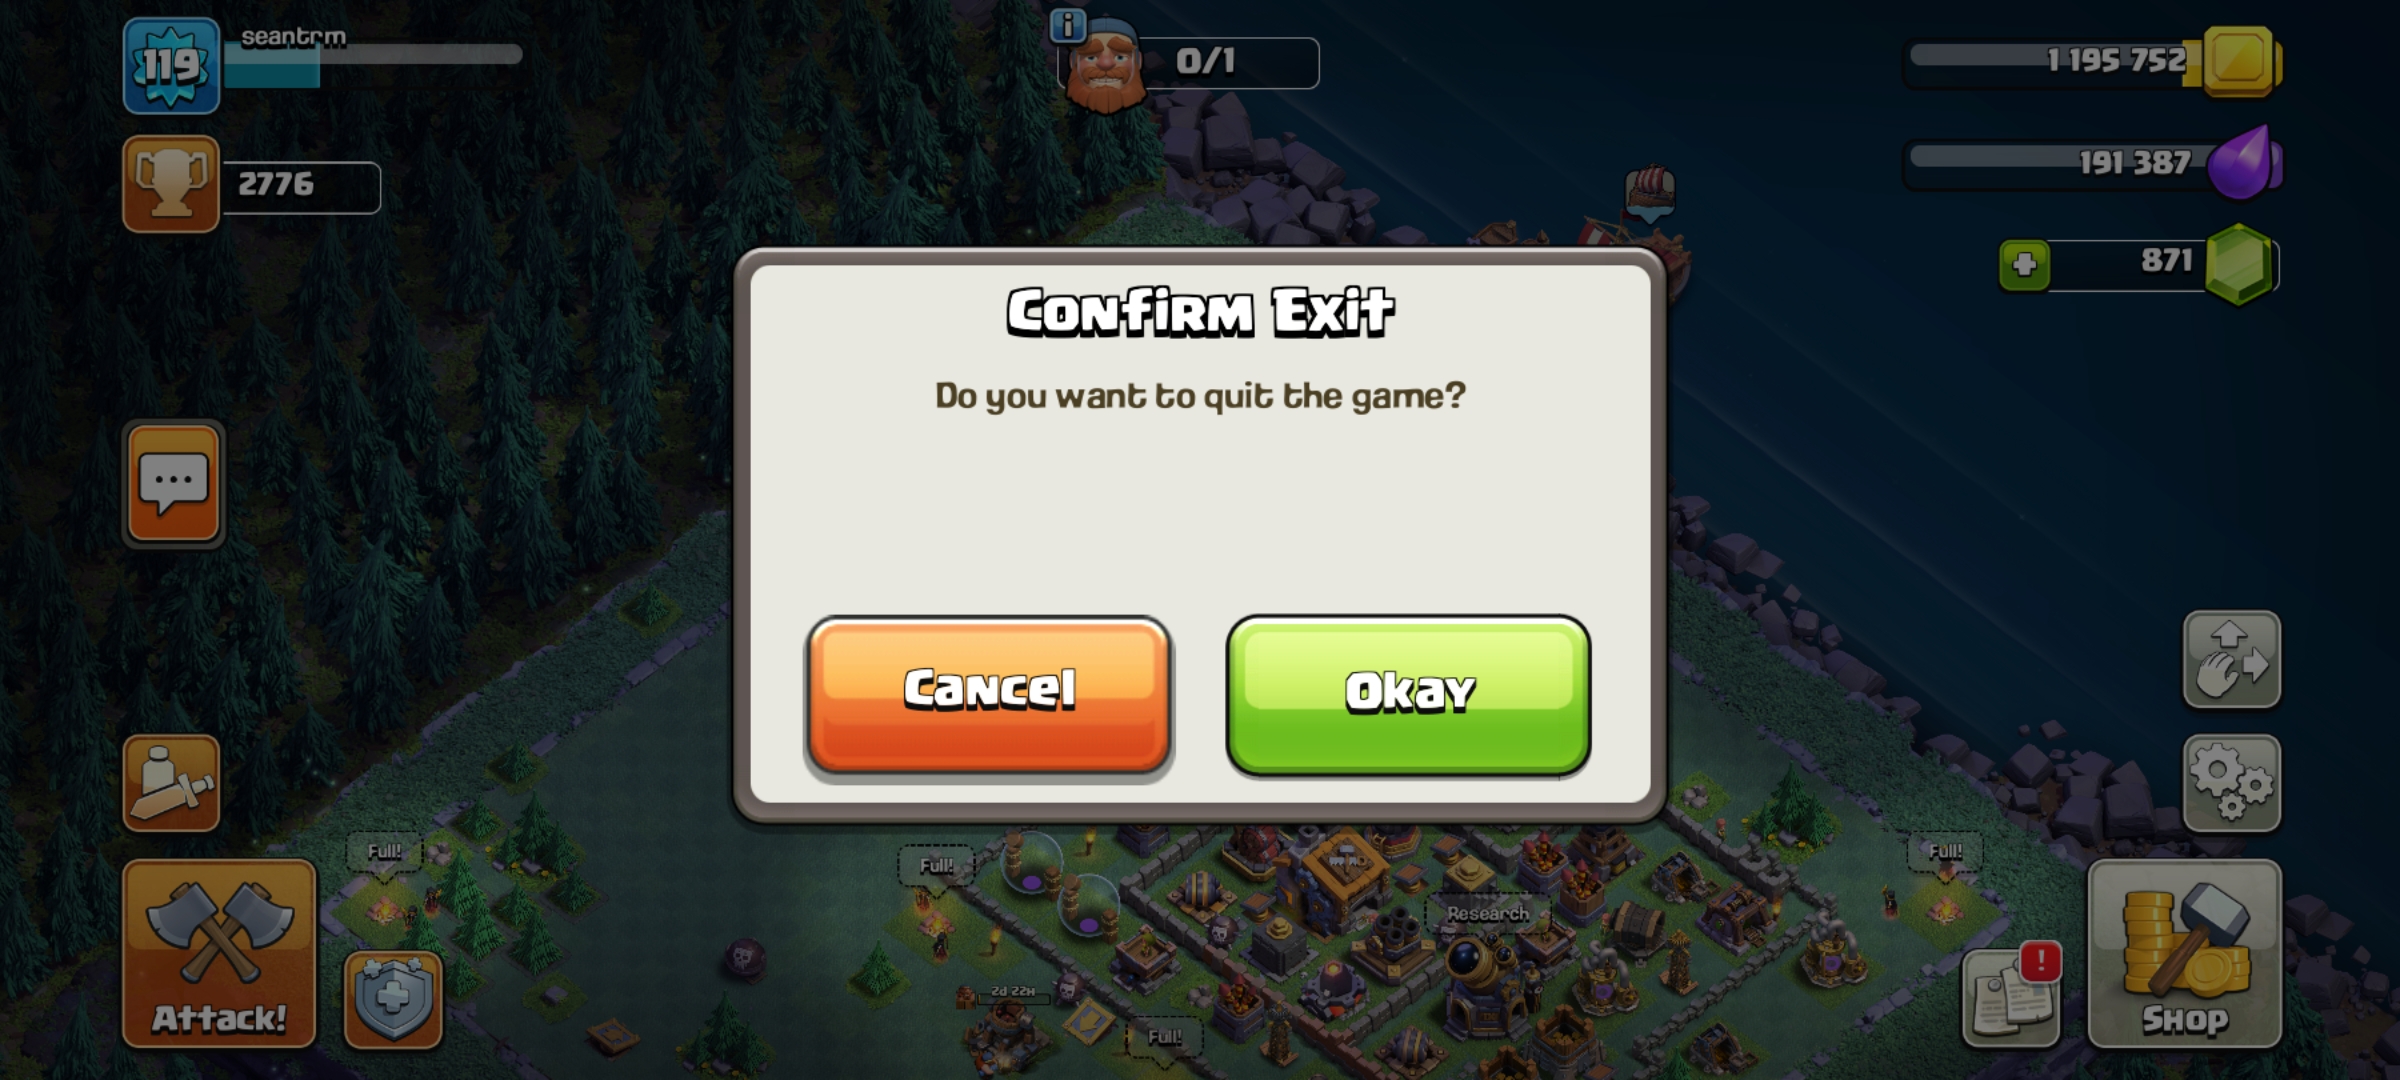 119
seantrm
i
0/1
1 195 752
2776
191 387
871
Confirm Exit
Do you want to quit the game?
Cancel
Okay
Full!
Full!
Full!
Research
2d 22H
!
Attack!
Shop
Full!